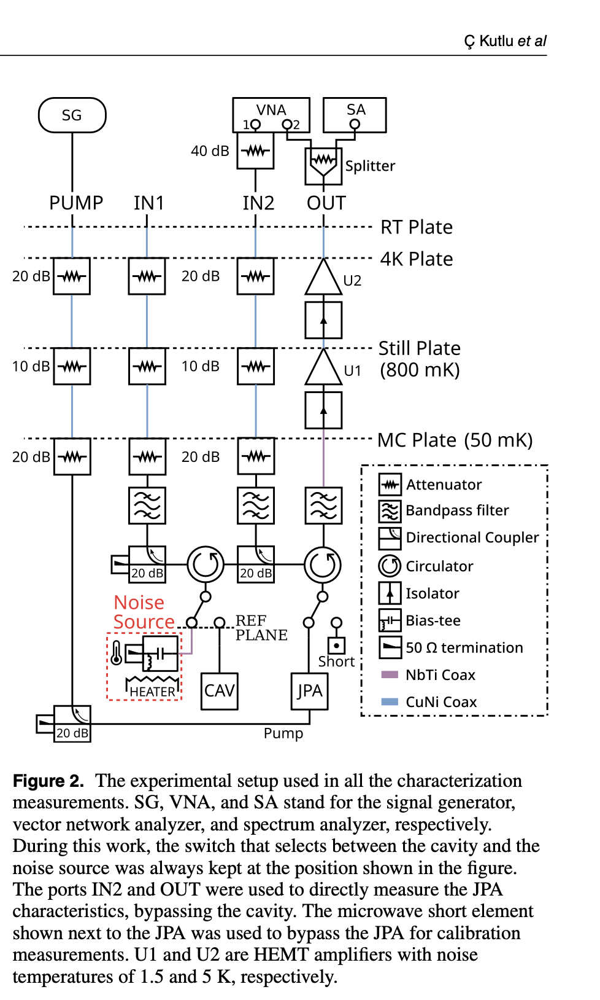 Ç Kutlu et al
SG
VNA
SA
1
2
40 dB
Splitter
PUMP
IN1
IN2
OUT
RT Plate
4K Plate
20 dB
20 dB
U2
Still Plate
(800 mK)
10 dB
10 dB
U1
MC Plate (50 mK)
20 dB
20 dB
Attenuator
Bandpass filter
Directional Coupler
Circulator
Isolator
Bias-tee
50 Ω termination
NbTi Coax
CuNi Coax
20 dB
20 dB
Noise
Source
REF
PLANE
Short
HEATER
CAV
JPA
20 dB
Pump
Figure 2. The experimental setup used in all the characterization
measurements. SG, VNA, and SA stand for the signal generator,
vector network analyzer, and spectrum analyzer, respectively.
During this work, the switch that selects between the cavity and the
noise source was always kept at the position shown in the figure.
The ports IN2 and OUT were used to directly measure the JPA
characteristics, bypassing the cavity. The microwave short element
shown next to the JPA was used to bypass the JPA for calibration
measurements. U1 and U2 are HEMT amplifiers with noise
temperatures of 1.5 and 5 K, respectively.